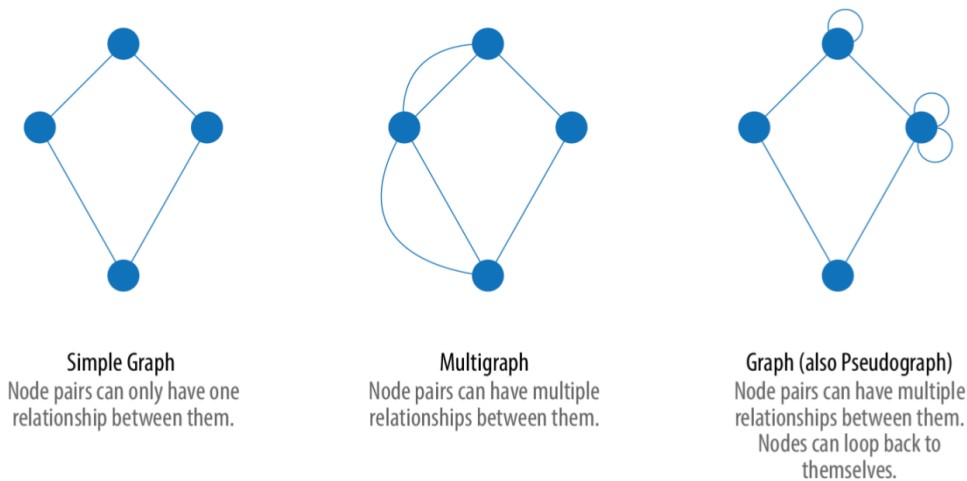 Simple Graph
Node pairs can only have one
relationship between them.
Multigraph
Node pairs can have multiple
relationships between them.
Graph (also Pseudograph)
Node pairs can have multiple
relationships between them.
Nodes can loop back to
themselves.